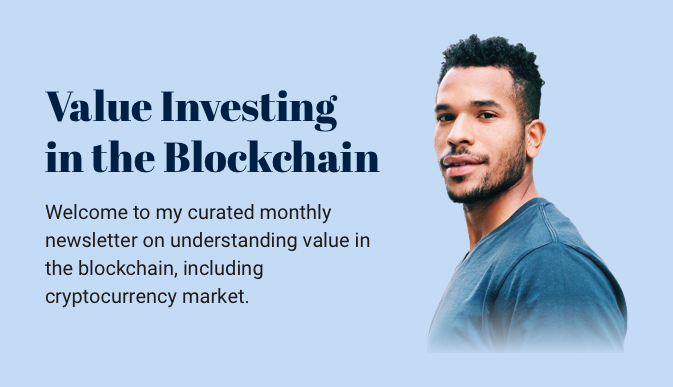 Value Investing
in the Blockchain
Welcome to my curated monthly
newsletter on understanding value in
the blockchain, including
cryptocurrency market.